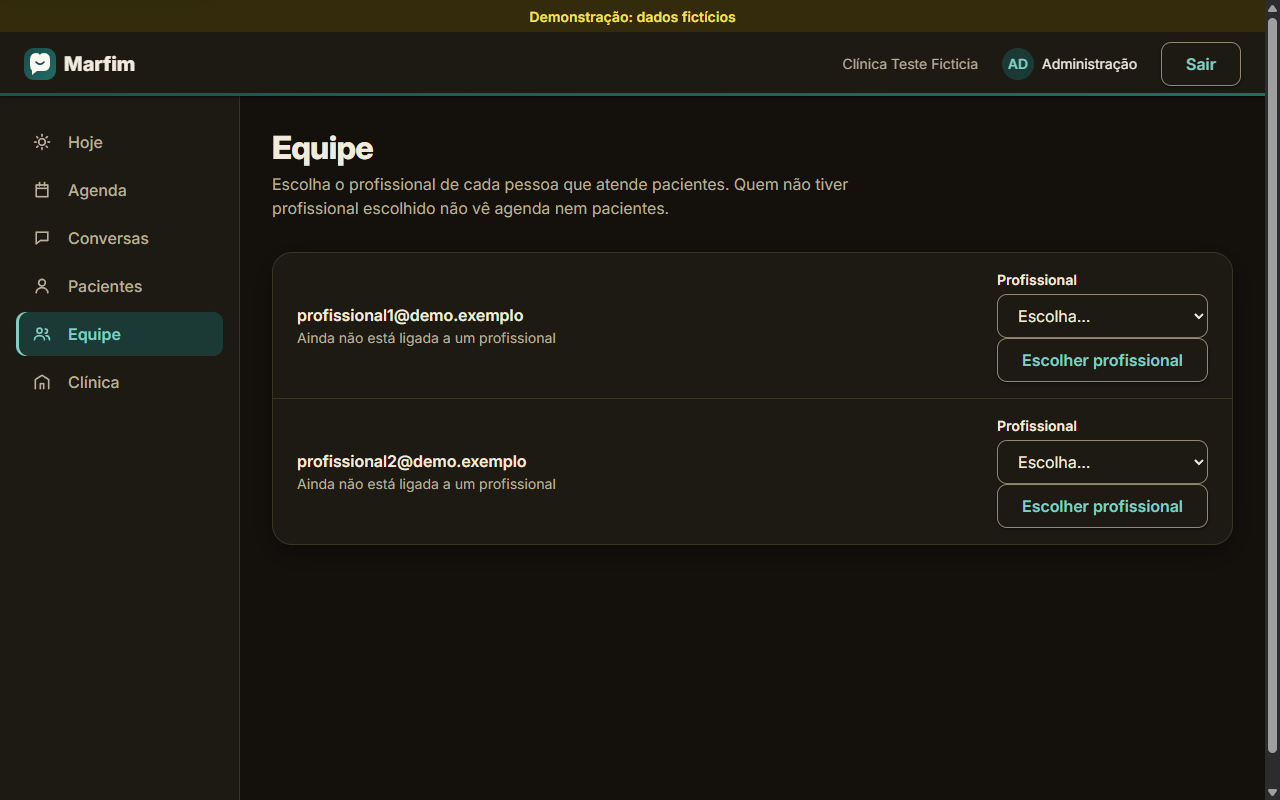 Demonstração: dados fictícios
Marfim
Clínica Teste Ficticia
AD
Administração
Sair
Hoje
Agenda
Conversas
Pacientes
Equipe
Clínica
Equipe
Escolha o profissional de cada pessoa que atende pacientes. Quem não tiver
profissional escolhido não vê agenda nem pacientes.
profissional1@demo.exemplo
Ainda não está ligada a um profissional
Profissional
Escolha...
Escolher profissional
profissional2@demo.exemplo
Ainda não está ligada a um profissional
Profissional
Escolha...
Escolher profissional